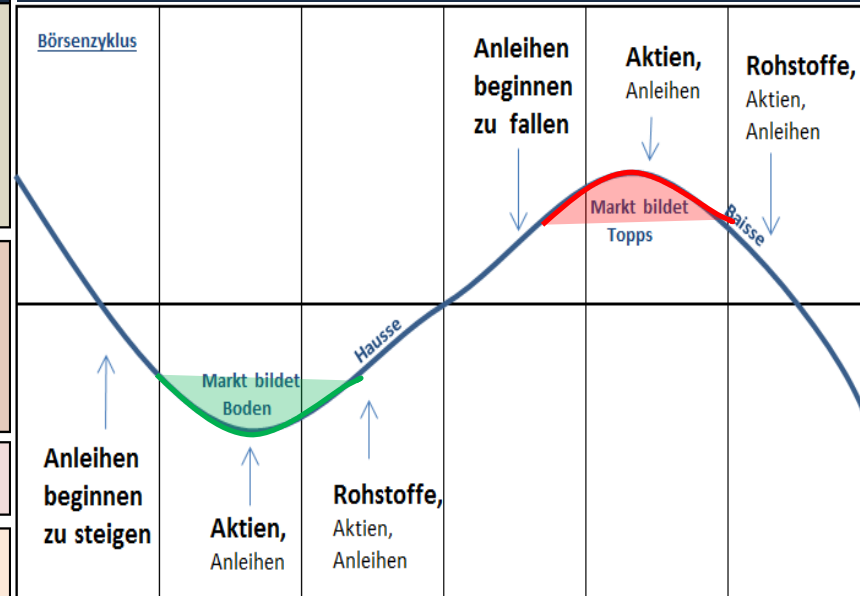 Börsenzyklus
Anleihen
beginnen
zu fallen
Aktien,
Anleihen
Rohstoffe,
Aktien,
Anleihen
Markt bildet
Topps
Baisse
Hausse
Markt bildet
Boden
Anleihen
beginnen
zu steigen
Aktien,
Anleihen
Rohstoffe,
Aktien,
Anleihen